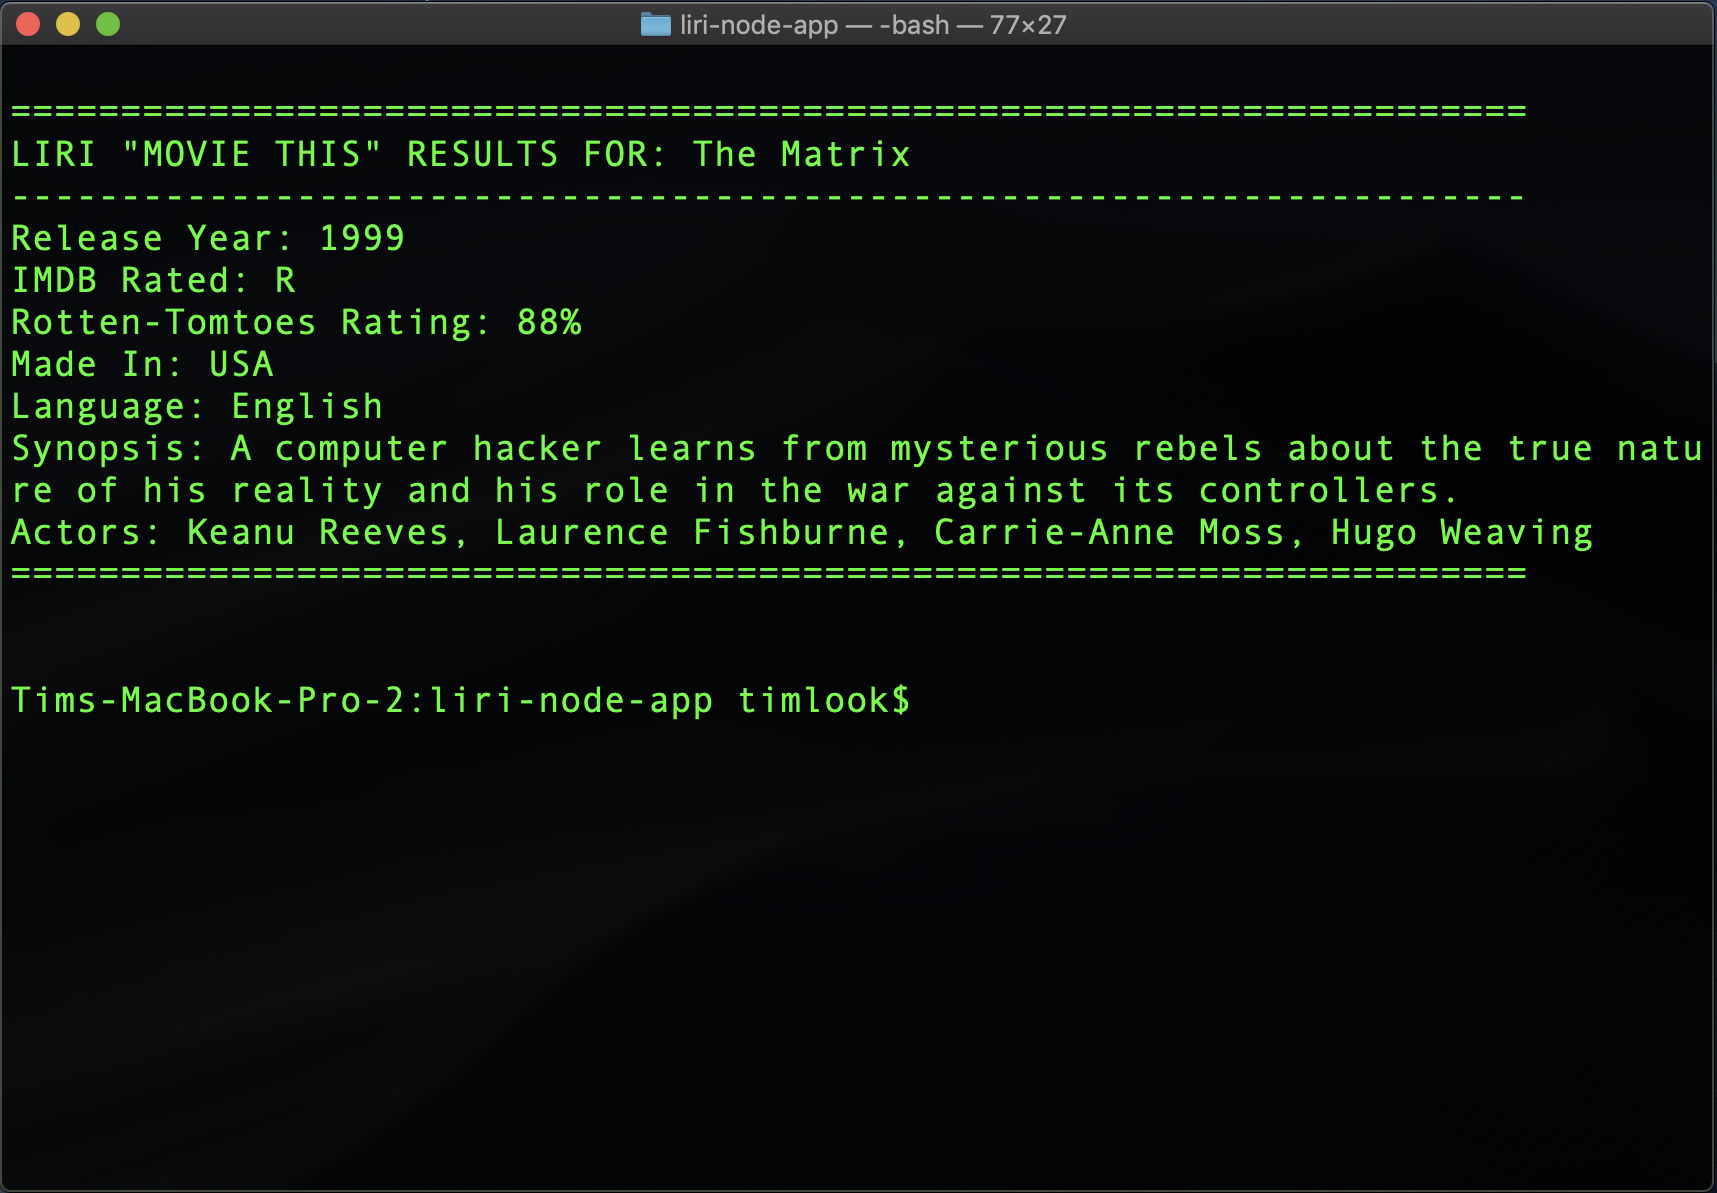 liri-node-app — -bash — 77×27
=====================================================================
LIRI "MOVIE THIS" RESULTS FOR: The Matrix
---------------------------------------------------------------------
Release Year: 1999
IMDB Rated: R
Rotten-Tomtoes Rating: 88%
Made In: USA
Language: English
Synopsis: A computer hacker learns from mysterious rebels about the true natu
re of his reality and his role in the war against its controllers.
Actors: Keanu Reeves, Laurence Fishburne, Carrie-Anne Moss, Hugo Weaving
=====================================================================
Tims-MacBook-Pro-2:liri-node-app timlook$